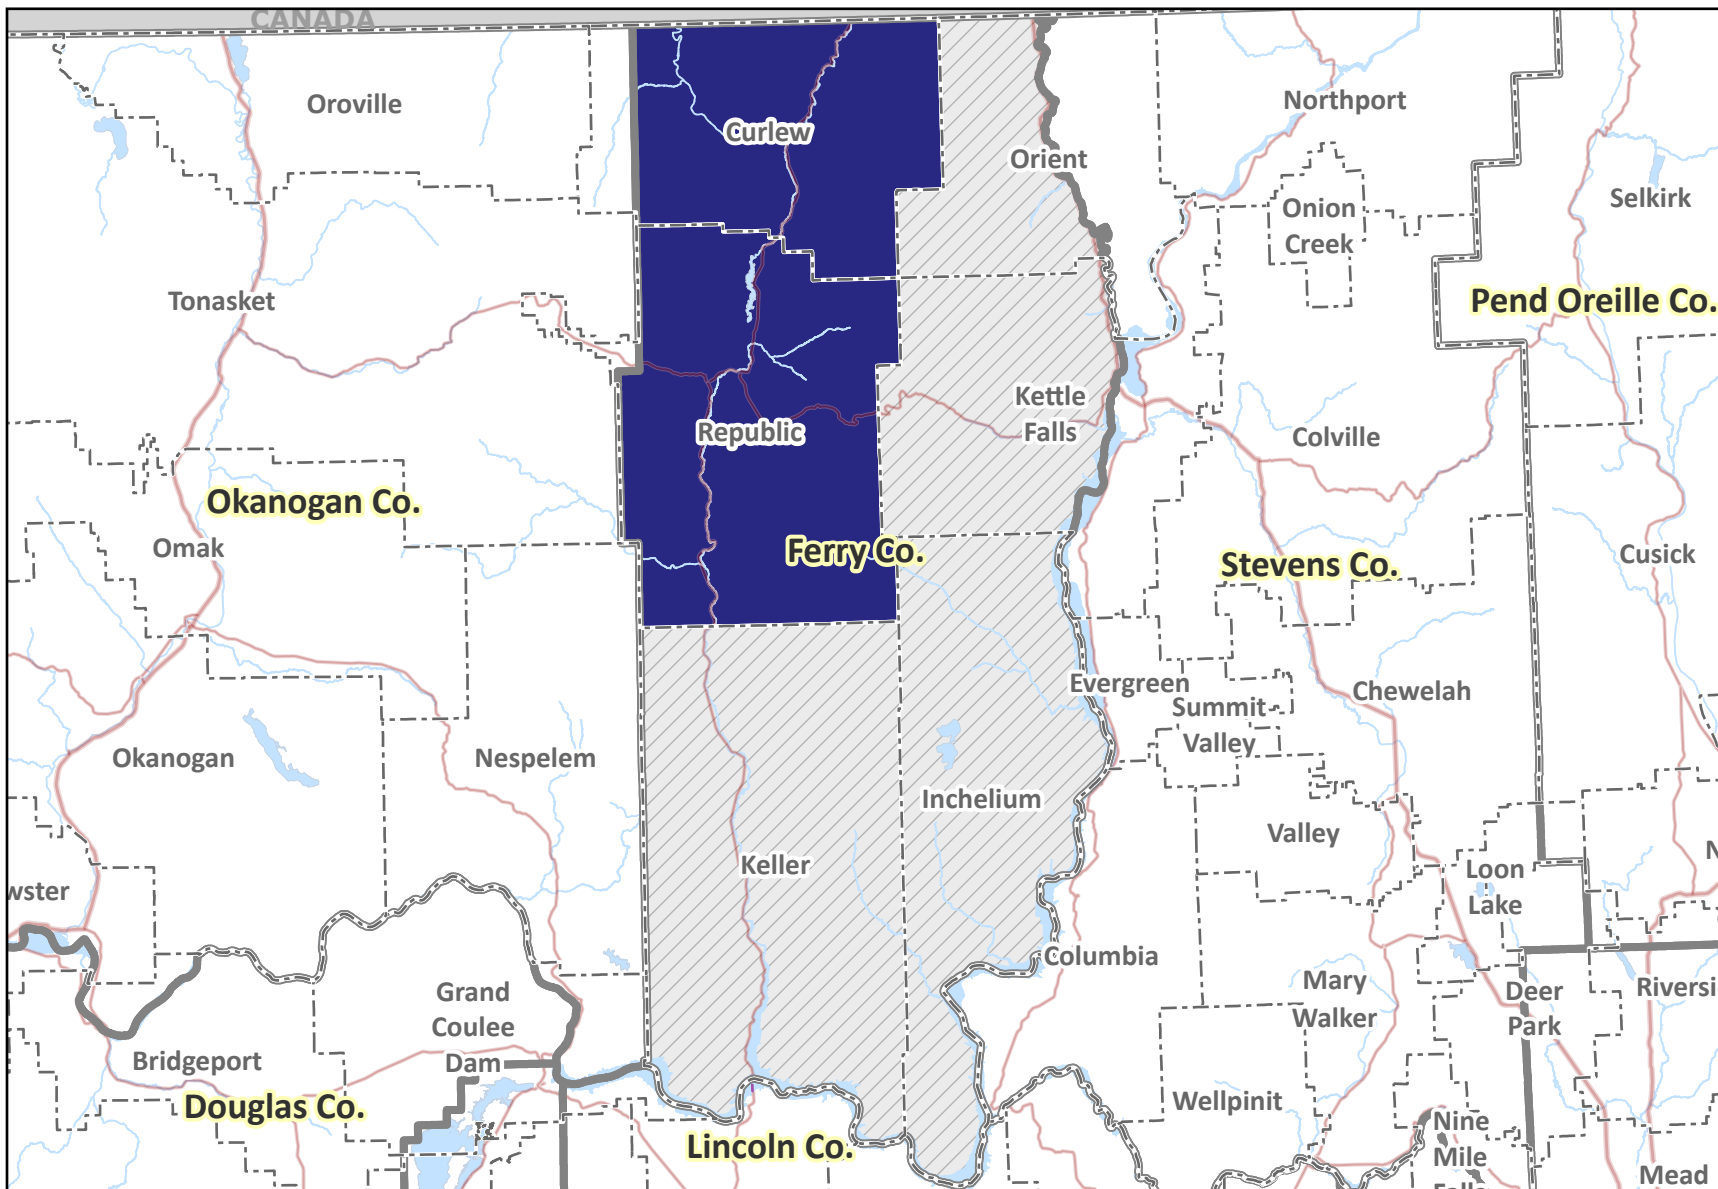 CANADA
Oroville
Curlew
Northport
Orient
Selkirk
Onion
Creek
Tonasket
Pend Oreille Co.
Kettle
Falls
Republic
Colville
Okanogan Co.
Omak
Ferry Co.
Stevens Co.
Cusick
Evergreen
Chewelah
Summit
Valley
Okanogan
Nespelem
Inchelium
Valley
Keller
Loon
Lake
wster
N
Columbia
Mary
Walker
Grand
Coulee
Dam
Deer
Park
Riversi
Bridgeport
Douglas Co.
Wellpinit
Lincoln Co.
Nine
Mile
Falls
Mead